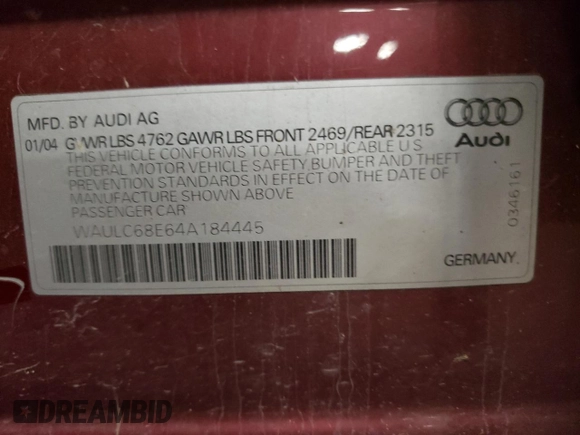 MFD. BY AUDI AG
01/04 GVWR LBS 4762 GAWR LBS FRONT 2469/REAR 2315
THIS VEHICLE CONFORMS TO ALL APPLICABLE U S
FEDERAL MOTOR VEHICLE SAFETY, BUMPER AND THEFT
PREVENTION STANDARDS IN EFFECT ON THE DATE OF
MANUFACTURE SHOWN ABOVE
PASSENGER CAR
WAULC68E64A184445
Audi
0346161
GERMANY.
DREAMBID